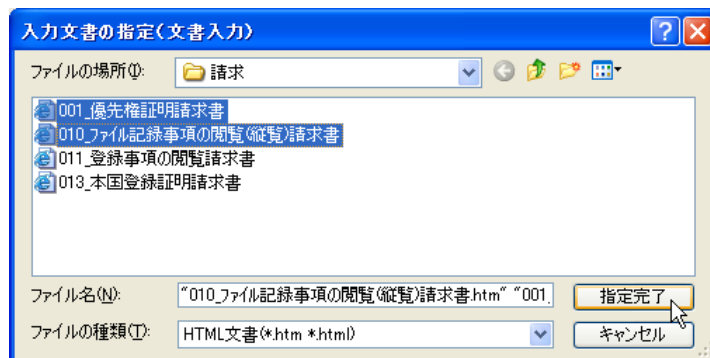 入力文書の指定(文書入力)
ファイルの場所(I): 請求
001_優先権証明請求書
010_ファイル記録事項の閲覧(縦覧)請求書
011_登録事項の閲覧請求書
013_本国登録証明請求書
ファイル名(N): "010_ファイル記録事項の閲覧(縦覧)請求書.htm" "001_ 指定完了
ファイルの種類(T): HTML文書(*.htm *.html) キャンセル